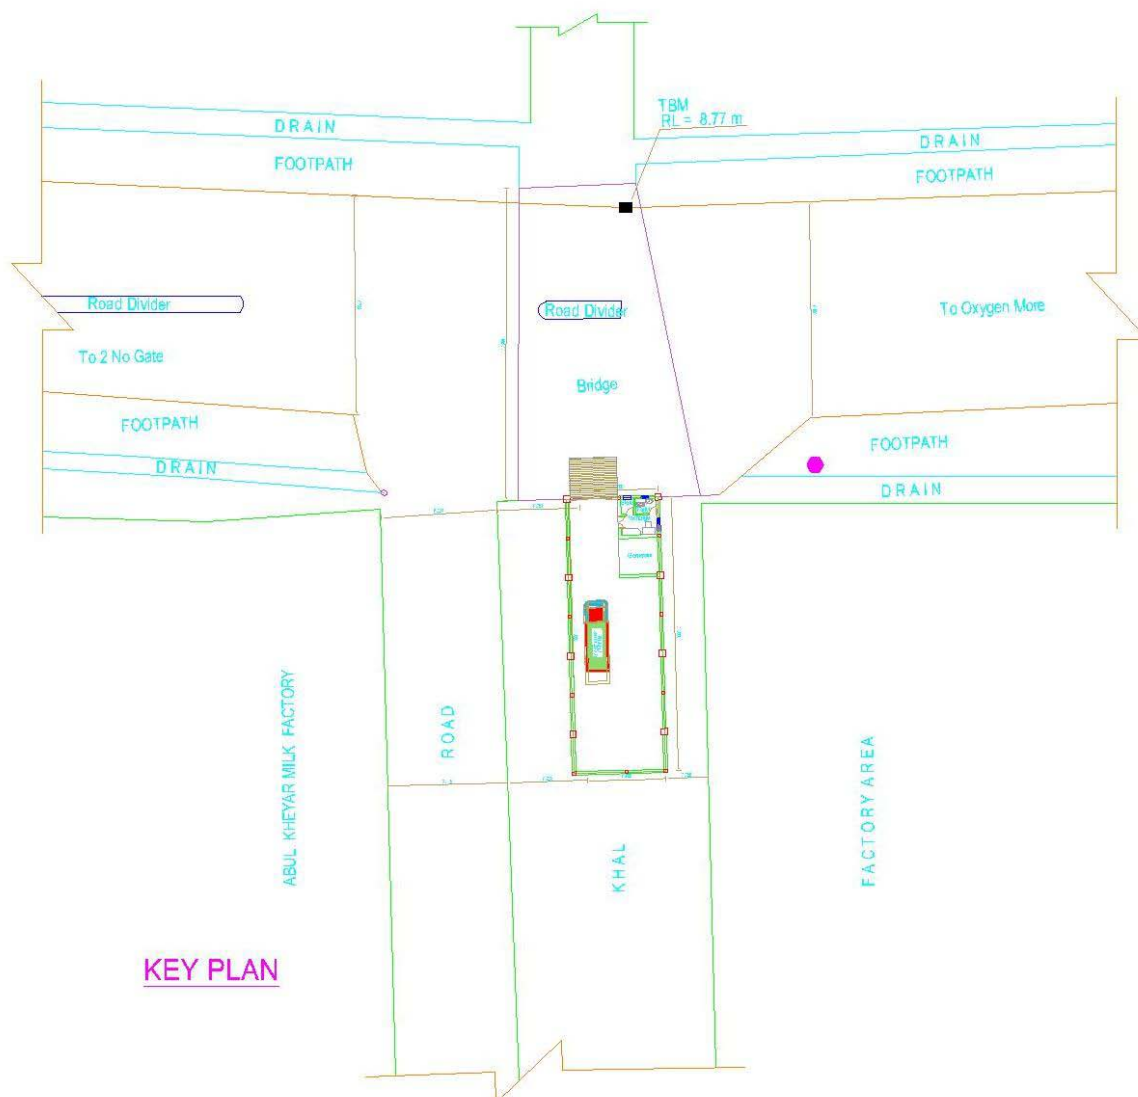 TBM
RL = 8.77 m
DRAIN
DRAIN
FOOTPATH
FOOTPATH
Road Divider
Road Divider
To Oxygen More
To 2 No Gate
Bridge
FOOTPATH
FOOTPATH
DRAIN
DRAIN
ABUL KHEYAR MILK FACTORY
ROAD
KHAL
FACTORY AREA
KEY PLAN